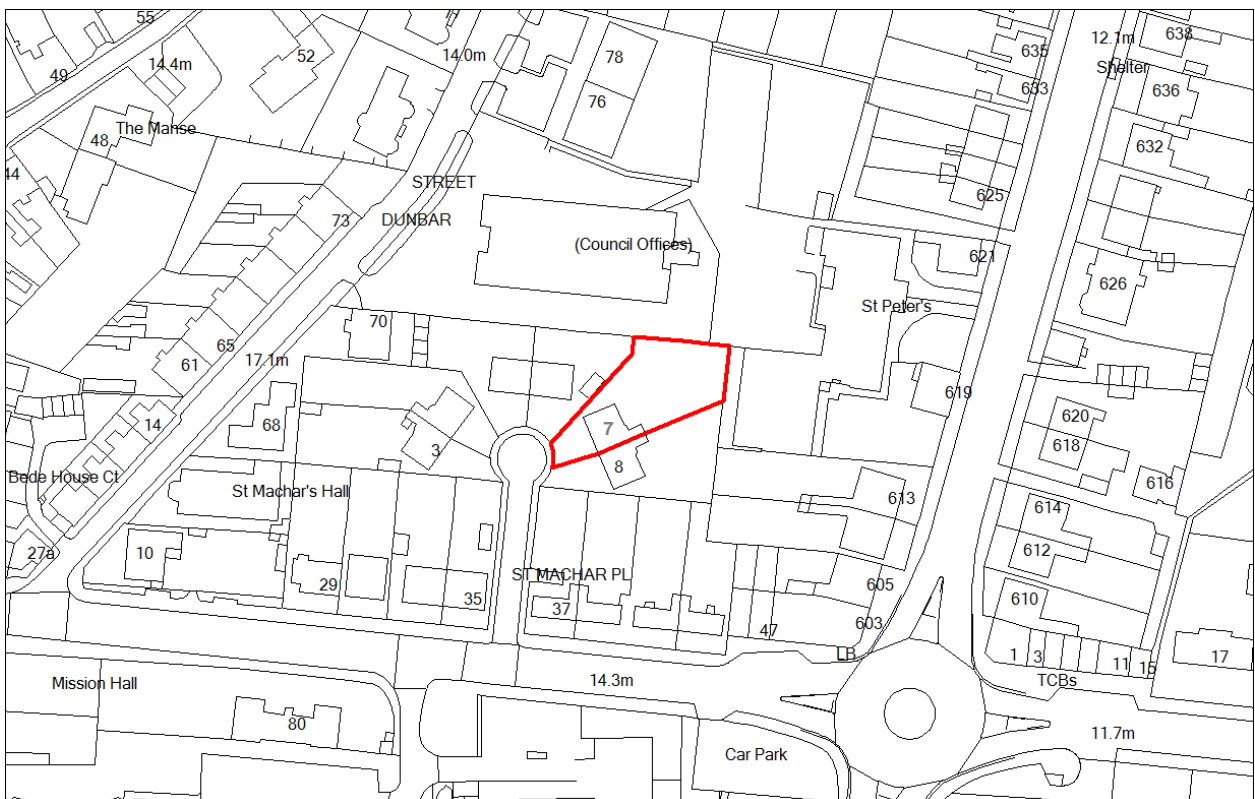 55
635
12.1m
638
52
14.0m
78
Shelter
49
14.4m
633
636
76
The Manse
48
632
44
STREET
625
73
DUNBAR
(Council Offices)
621
626
St Peter's
70
65
17.1m
61
619
620
14
68
7
3
618
8
Bede House Ct
616
St Machar's Hall
613
614
27a
10
612
ST MACHAR PL
29
605
35
610
37
603
47
LB
1
3
11
15
17
Mission Hall
14.3m
TCBs
80
11.7m
Car Park